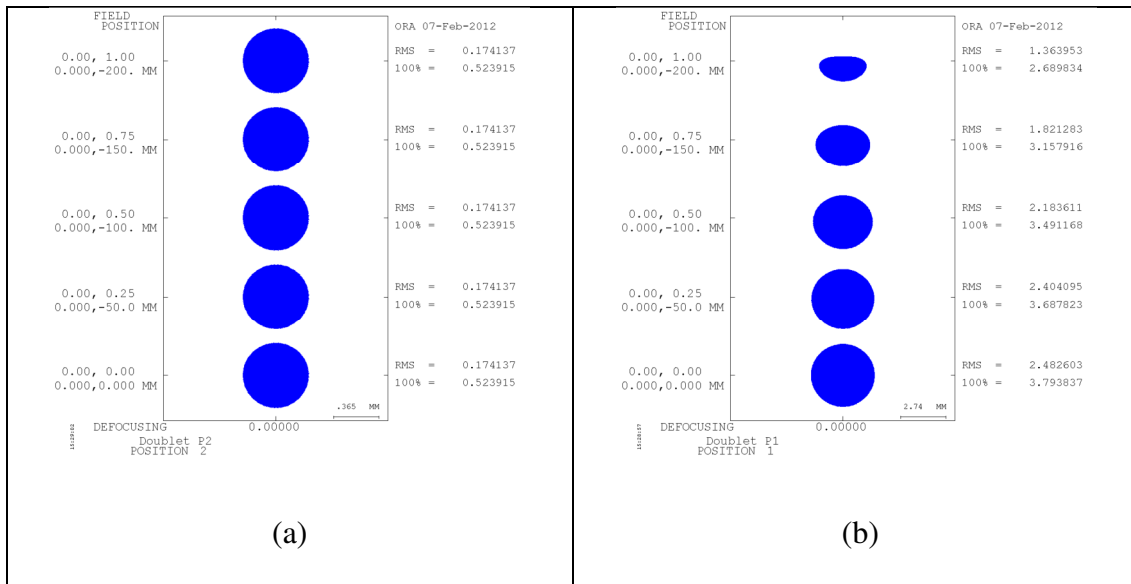 FIELD
POSITION
ORA 07-Feb-2012
0.00, 1.00
0.000,-200. MM
RMS = 0.174137
100% = 0.523915
0.00, 0.75
0.000,-150. MM
RMS = 0.174137
100% = 0.523915
0.00, 0.50
0.000,-100. MM
RMS = 0.174137
100% = 0.523915
0.00, 0.25
0.000,-50.0 MM
RMS = 0.174137
100% = 0.523915
0.00, 0.00
0.000,0.000 MM
RMS = 0.174137
100% = 0.523915
.365 MM
DEFOCUSING 0.00000
Doublet P2
POSITION 2
(a)
FIELD
POSITION
ORA 07-Feb-2012
0.00, 1.00
0.000,-200. MM
RMS = 1.363953
100% = 2.689834
0.00, 0.75
0.000,-150. MM
RMS = 1.821283
100% = 3.157916
0.00, 0.50
0.000,-100. MM
RMS = 2.183611
100% = 3.491168
0.00, 0.25
0.000,-50.0 MM
RMS = 2.404095
100% = 3.687823
0.00, 0.00
0.000,0.000 MM
RMS = 2.482603
100% = 3.793837
2.74 MM
DEFOCUSING 0.00000
Doublet P1
POSITION 1
(b)